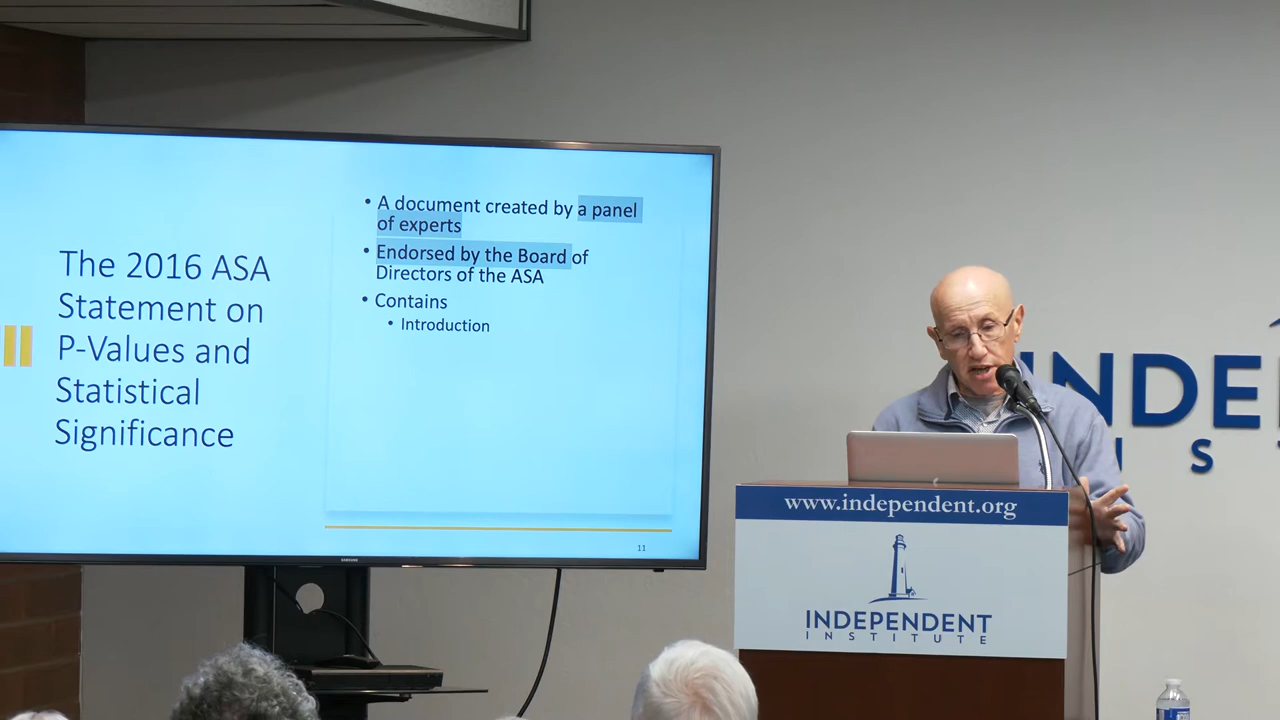 The 2016 ASA
Statement on
P-Values and
Statistical
Significance
• A document created by a panel
of experts
• Endorsed by the Board of
Directors of the ASA
• Contains
• Introduction
11
SAMSUNG
www.independent.org
INDEPENDENT
INSTITUTE
INDE